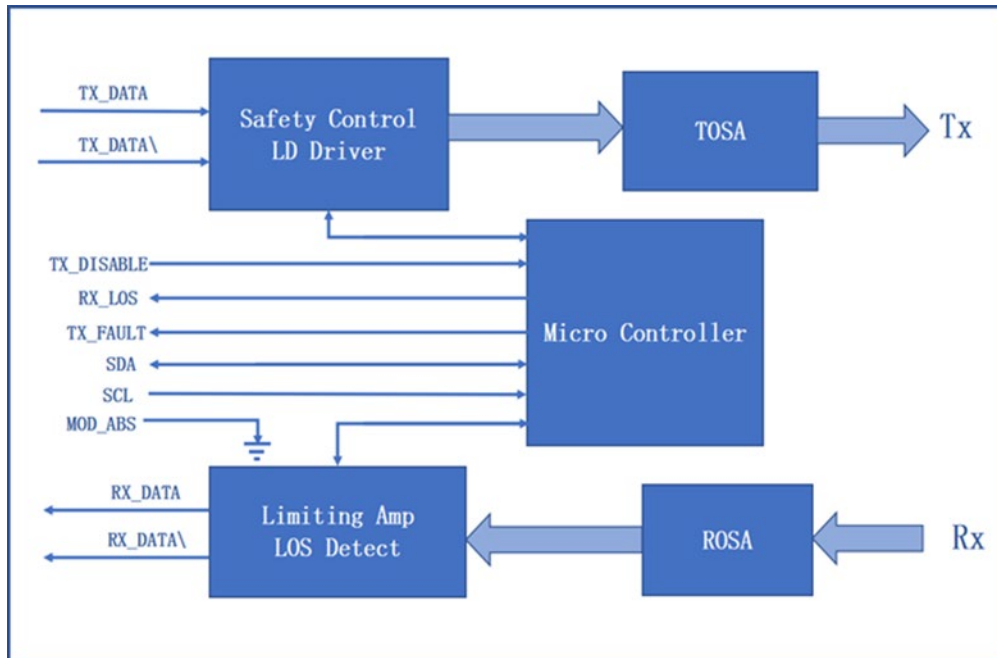 TX_DATA
TX_DATA\
Safety Control
LD Driver
TOSA
Tx
TX_DISABLE
RX_LOS
TX_FAULT
SDA
SCL
MOD_ABS
Micro Controller
RX_DATA
RX_DATA\
Limiting Amp
LOS Detect
ROSA
Rx